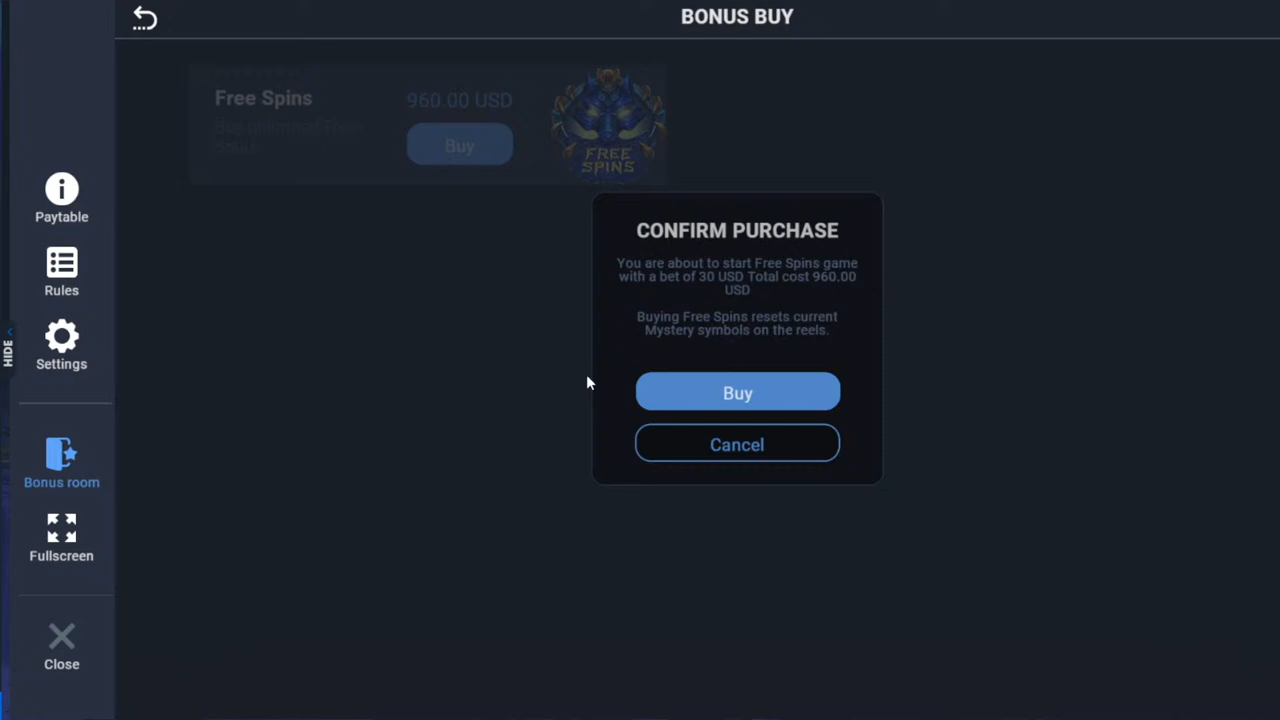 BONUS BUY
Free Spins
960.00 USD
Buy
FREE
SPINS
Paytable
Rules
Settings
HIDE
Bonus room
Fullscreen
Close
CONFIRM PURCHASE
You are about to start Free Spins game
with a bet of 30 USD Total cost 960.00
USD
Buying Free Spins resets current
Mystery symbols on the reels.
Buy
Cancel